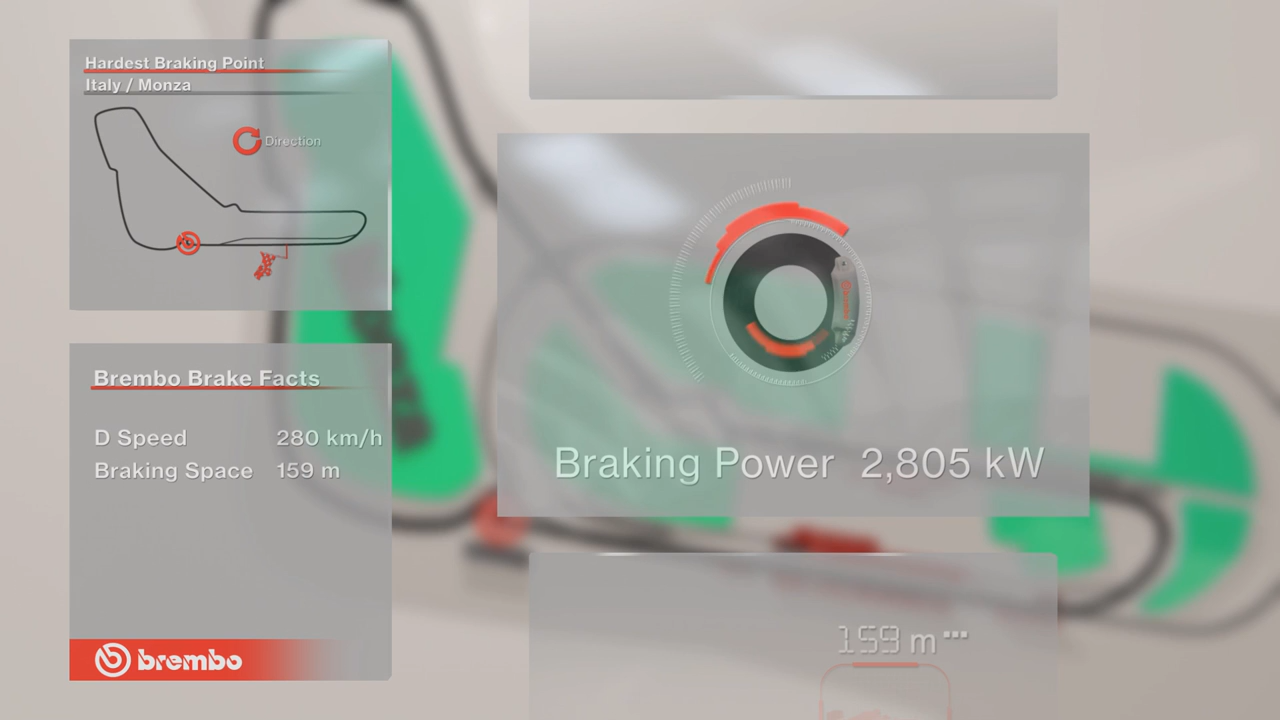 Hardest Braking Point
Italy / Monza
Direction
Brembo Brake Facts
D Speed 280 km/h
Braking Space 159 m
brembo
brembo
Braking Power 2,805 kW
159 m